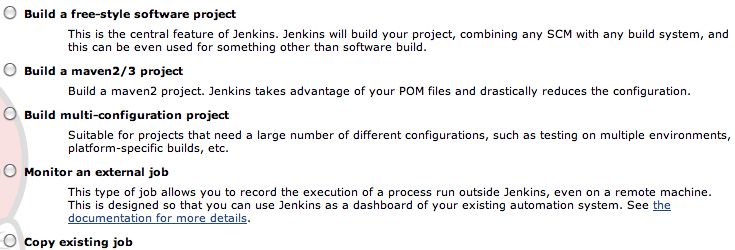 Build a free-style software project
This is the central feature of Jenkins. Jenkins will build your project, combining any SCM with any build system, and
this can be even used for something other than software build.
Build a maven2/3 project
Build a maven2 project. Jenkins takes advantage of your POM files and drastically reduces the configuration.
Build multi-configuration project
Suitable for projects that need a large number of different configurations, such as testing on multiple environments,
platform-specific builds, etc.
Monitor an external job
This type of job allows you to record the execution of a process run outside Jenkins, even on a remote machine.
This is designed so that you can use Jenkins as a dashboard of your existing automation system. See the
documentation for more details.
Copy existing job